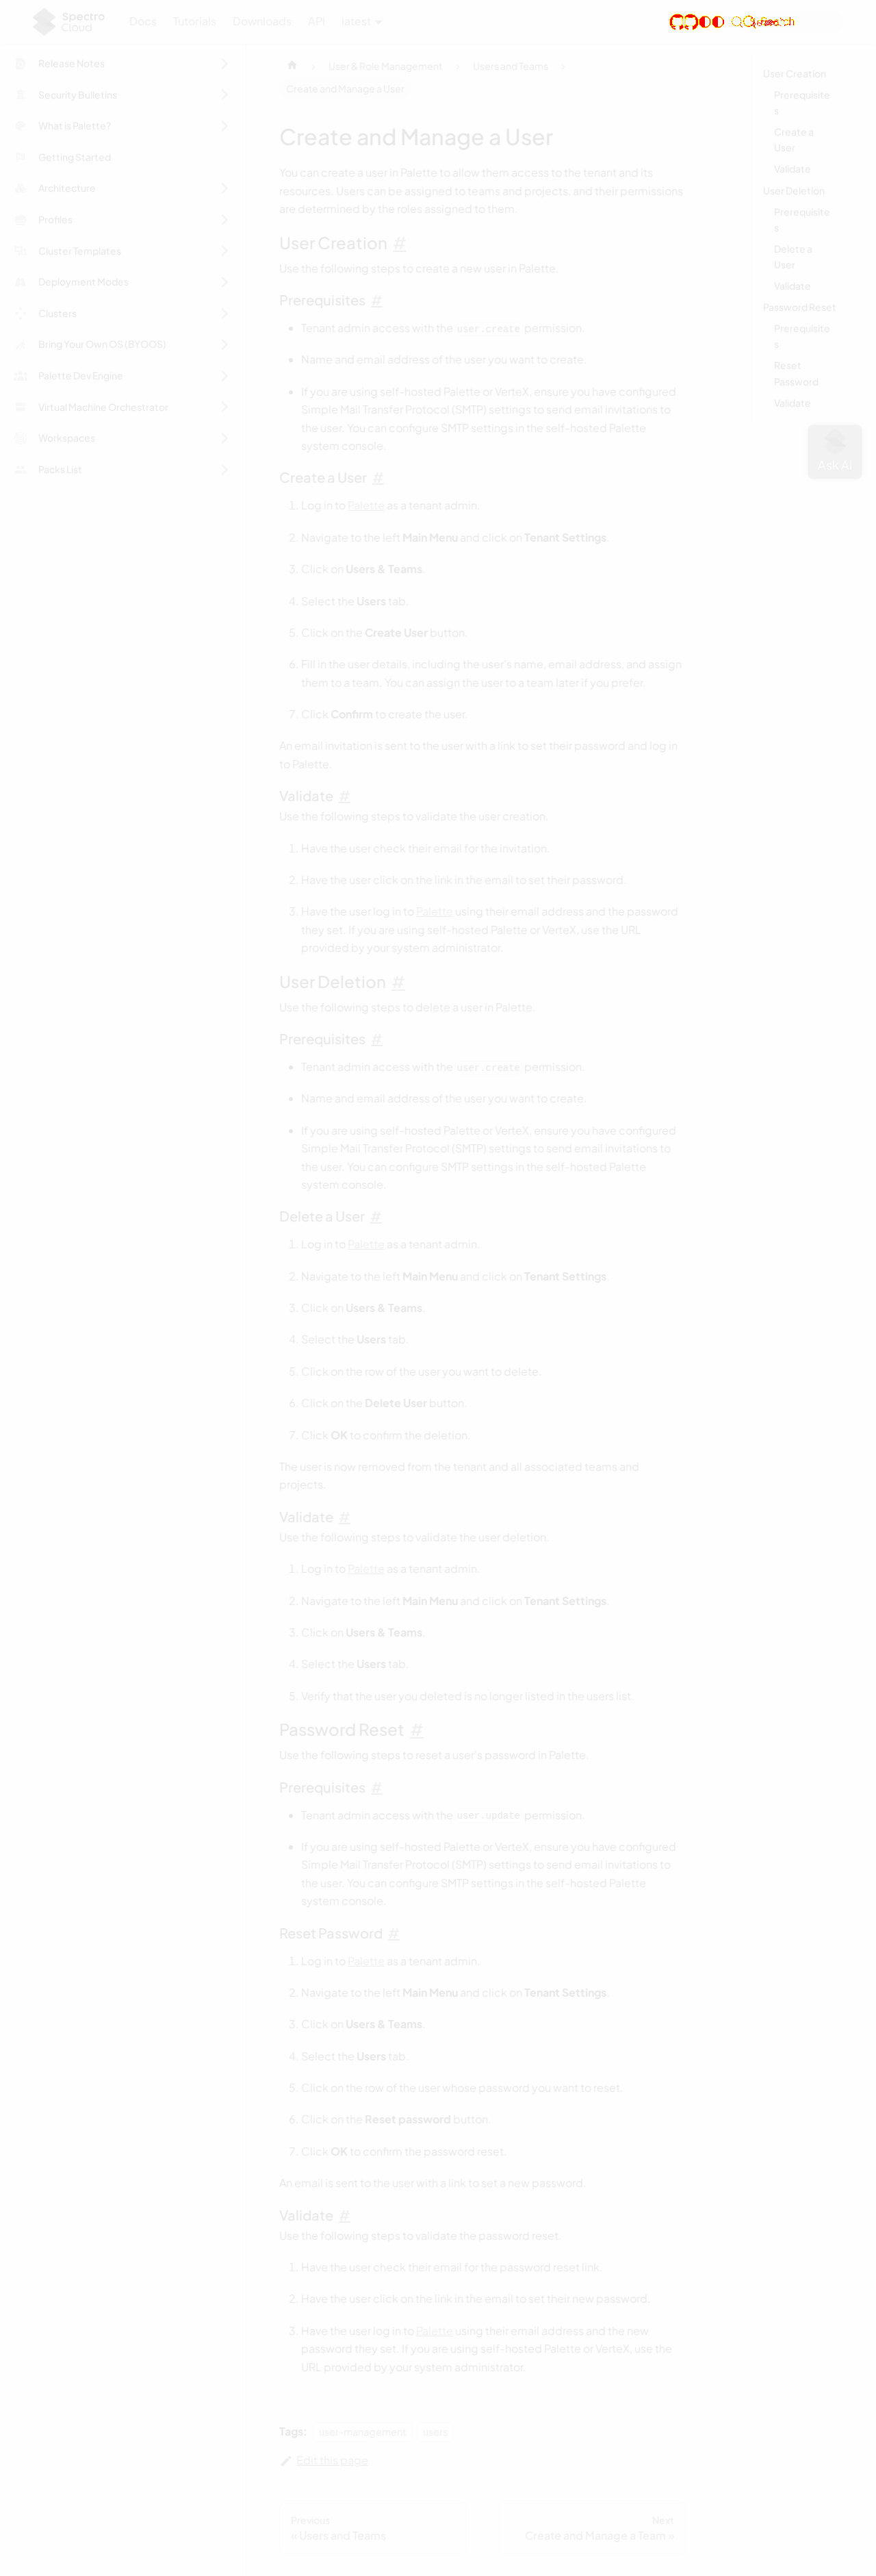 Spectro
Cloud
Docs
Tutorials
Downloads
API
latest
Search
Release Notes
Security Bulletins
What is Palette?
Getting Started
Architecture
Profiles
Cluster Templates
Deployment Modes
Clusters
Bring Your Own OS (BYOOS)
Palette Dev Engine
Virtual Machine Orchestrator
Workspaces
Packs List
User & Role Management
Users and Teams
Create and Manage a User
Create and Manage a User
You can create a user in Palette to allow them access to the tenant and its
resources. Users can be assigned to teams and projects, and their permissions
are determined by the roles assigned to them.
User Creation #
Use the following steps to create a new user in Palette.
Prerequisites #
• Tenant admin access with the user.create permission.
• Name and email address of the user you want to create.
• If you are using self-hosted Palette or VerteX, ensure you have configured
Simple Mail Transfer Protocol (SMTP) settings to send email invitations to
the user. You can configure SMTP settings in the self-hosted Palette
system console.
Create a User #
1. Log in to Palette as a tenant admin.
2. Navigate to the left Main Menu and click on Tenant Settings.
3. Click on Users & Teams.
4. Select the Users tab.
5. Click on the Create User button.
6. Fill in the user details, including the user's name, email address, and assign
them to a team. You can assign the user to a team later if you prefer.
7. Click Confirm to create the user.
An email invitation is sent to the user with a link to set their password and log in
to Palette.
Validate #
Use the following steps to validate the user creation.
1. Have the user check their email for the invitation.
2. Have the user click on the link in the email to set their password.
3. Have the user log in to Palette using their email address and the password
they set. If you are using self-hosted Palette or VerteX, use the URL
provided by your system administrator.
User Deletion #
Use the following steps to delete a user in Palette.
Prerequisites #
• Tenant admin access with the user.create permission.
• Name and email address of the user you want to create.
• If you are using self-hosted Palette or VerteX, ensure you have configured
Simple Mail Transfer Protocol (SMTP) settings to send email invitations to
the user. You can configure SMTP settings in the self-hosted Palette
system console.
Delete a User #
1. Log in to Palette as a tenant admin.
2. Navigate to the left Main Menu and click on Tenant Settings.
3. Click on Users & Teams.
4. Select the Users tab.
5. Click on the row of the user you want to delete.
6. Click on the Delete User button.
7. Click OK to confirm the deletion.
The user is now removed from the tenant and all associated teams and
projects.
Validate #
Use the following steps to validate the user deletion.
1. Log in to Palette as a tenant admin.
2. Navigate to the left Main Menu and click on Tenant Settings.
3. Click on Users & Teams.
4. Select the Users tab.
5. Verify that the user you deleted is no longer listed in the users list.
Password Reset #
Use the following steps to reset a user's password in Palette.
Prerequisites #
• Tenant admin access with the user.update permission.
• If you are using self-hosted Palette or VerteX, ensure you have configured
Simple Mail Transfer Protocol (SMTP) settings to send email invitations to
the user. You can configure SMTP settings in the self-hosted Palette
system console.
Reset Password #
1. Log in to Palette as a tenant admin.
2. Navigate to the left Main Menu and click on Tenant Settings.
3. Click on Users & Teams.
4. Select the Users tab.
5. Click on the row of the user whose password you want to reset.
6. Click on the Reset password button.
7. Click OK to confirm the password reset.
An email is sent to the user with a link to set a new password.
Validate #
Use the following steps to validate the password reset.
1. Have the user check their email for the password reset link.
2. Have the user click on the link in the email to set their new password.
3. Have the user log in to Palette using their email address and the new
password they set. If you are using self-hosted Palette or VerteX, use the
URL provided by your system administrator.
Tags: user-management users
Edit this page
Previous
« Users and Teams
Next
Create and Manage a Team »
User Creation
Prerequisite
s
Create a
User
Validate
User Deletion
Prerequisite
s
Delete a
User
Validate
Password Reset
Prerequisite
s
Reset
Password
Validate
Ask AI